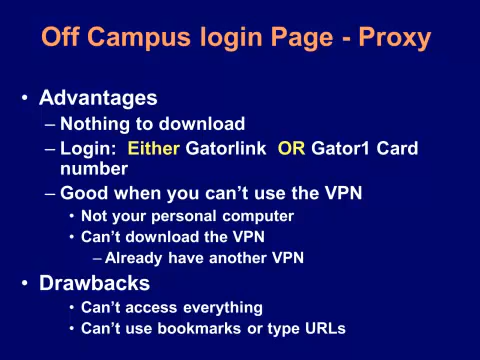 Off Campus login Page - Proxy
• Advantages
– Nothing to download
– Login:  Either Gatorlink  OR Gator1 Card
number
– Good when you can’t use the VPN
• Not your personal computer
• Can’t download the VPN
– Already have another VPN
• Drawbacks
• Can’t access everything
• Can’t use bookmarks or type URLs